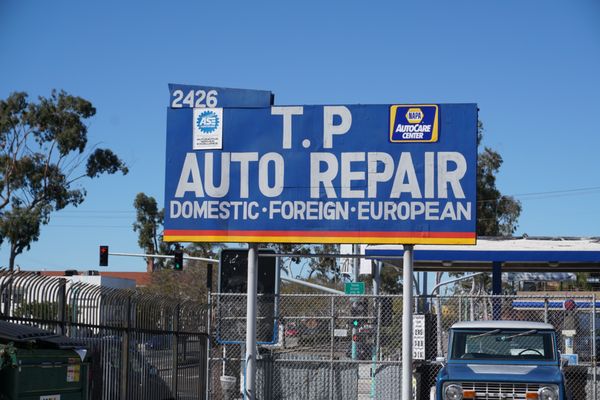 2426
ASE
T.P
NAPA
AutoCare
CENTER
AUTO REPAIR
DOMESTIC·FOREIGN·EUROPEAN